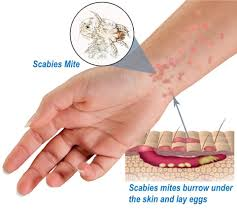 Scabies Mite
Scabies mites burrow under
the skin and lay eggs